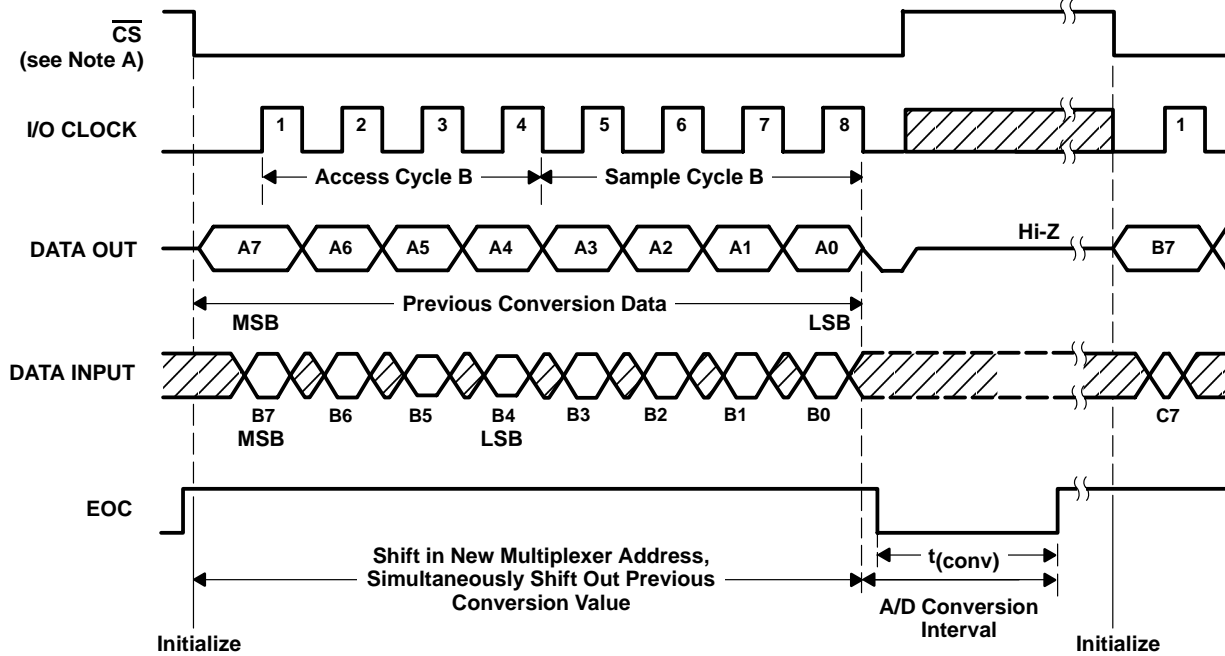 CS
(see Note A)
I/O CLOCK
1 2 3 4 5 6 7 8 1
Access Cycle B Sample Cycle B
DATA OUT
A7 A6 A5 A4 A3 A2 A1 A0 Hi-Z B7
Previous Conversion Data
MSB LSB
DATA INPUT
B7 B6 B5 B4 B3 B2 B1 B0 C7
MSB LSB
EOC
Shift in New Multiplexer Address,
Simultaneously Shift Out Previous
Conversion Value
t(conv)
A/D Conversion
Interval
Initialize Initialize